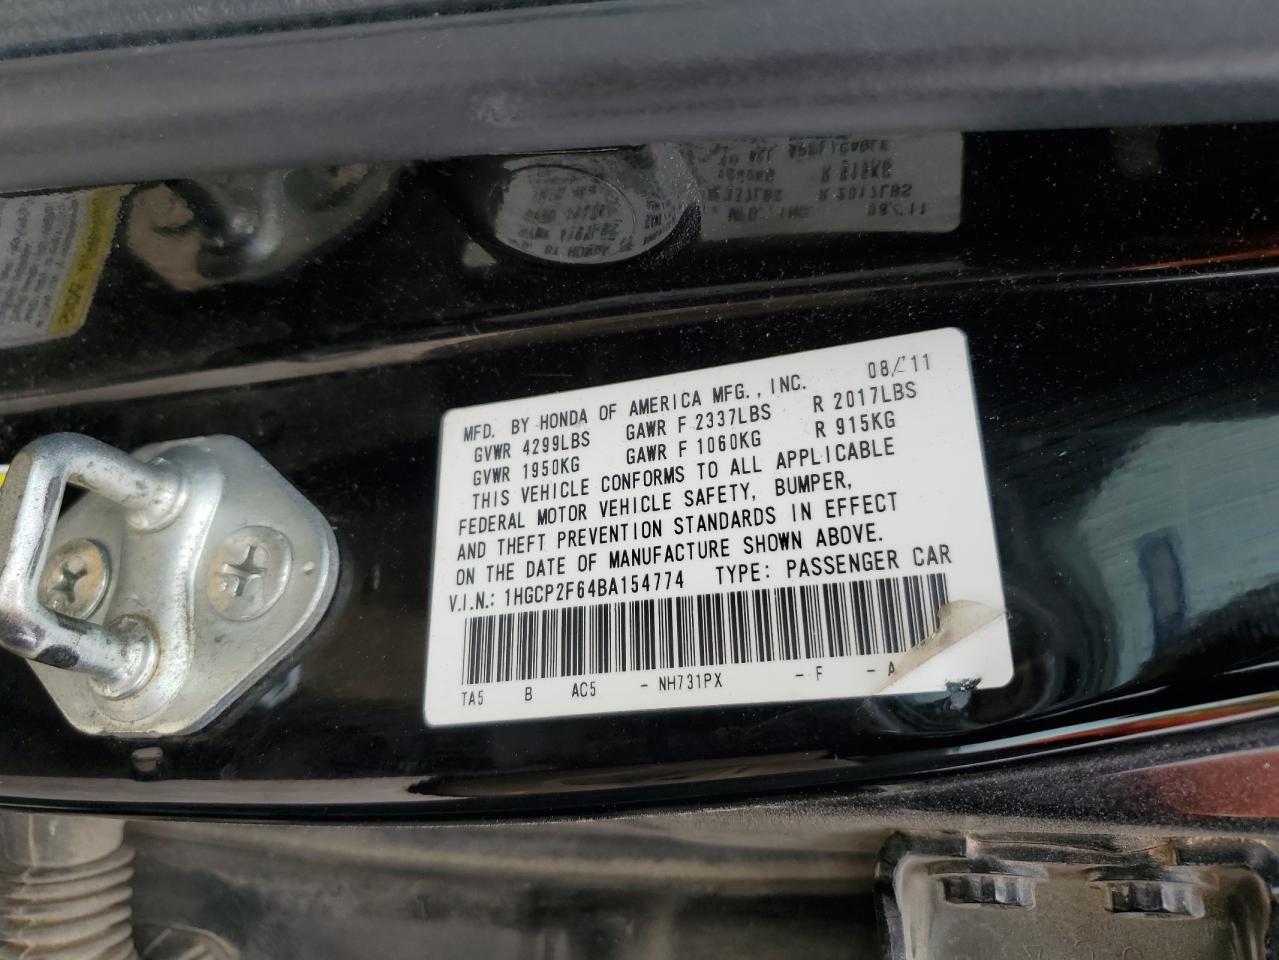 MFD. BY HONDA OF AMERICA MFG., INC. 08/11
GVWR 4299LBS GAWR F 2337LBS R 2017LBS
GVWR 1950KG GAWR F 1060KG R 915KG
THIS VEHICLE CONFORMS TO ALL APPLICABLE
FEDERAL MOTOR VEHICLE SAFETY, BUMPER,
AND THEFT PREVENTION STANDARDS IN EFFECT
ON THE DATE OF MANUFACTURE SHOWN ABOVE.
V.I.N.: 1HGCP2F64BA154774 TYPE: PASSENGER CAR
TA5 B AC5 - NH731PX - F - A